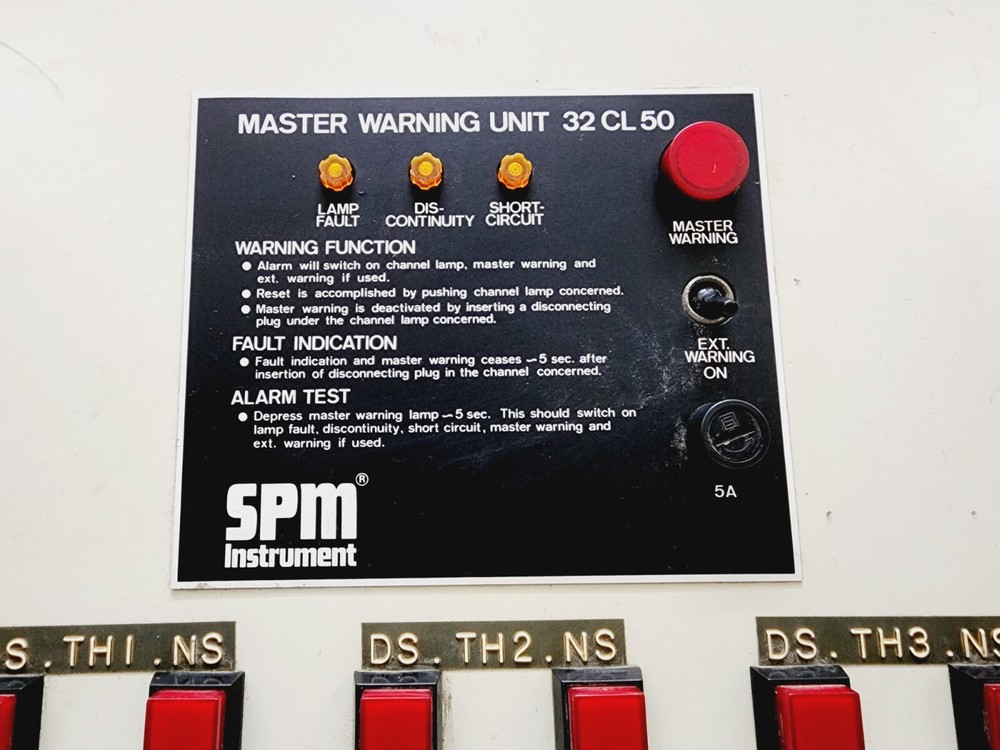 MASTER WARNING UNIT 32 CL 50
LAMP
FAULT
DIS-
CONTINUITY
SHORT-
CIRCUIT
MASTER
WARNING
WARNING FUNCTION
● Alarm will switch on channel lamp, master warning and
ext. warning if used.
● Reset is accomplished by pushing channel lamp concerned.
● Master warning is deactivated by inserting a disconnecting
plug under the channel lamp concerned.
EXT.
WARNING
ON
FAULT INDICATION
● Fault indication and master warning ceases ~5 sec. after
insertion of disconnecting plug in the channel concerned.
ALARM TEST
● Depress master warning lamp ~5 sec. This should switch on
lamp fault, discontinuity, short circuit, master warning and
ext. warning if used.
5A
SPM®
Instrument
S.TH1.NS
DS.TH2.NS
DS.TH3.NS